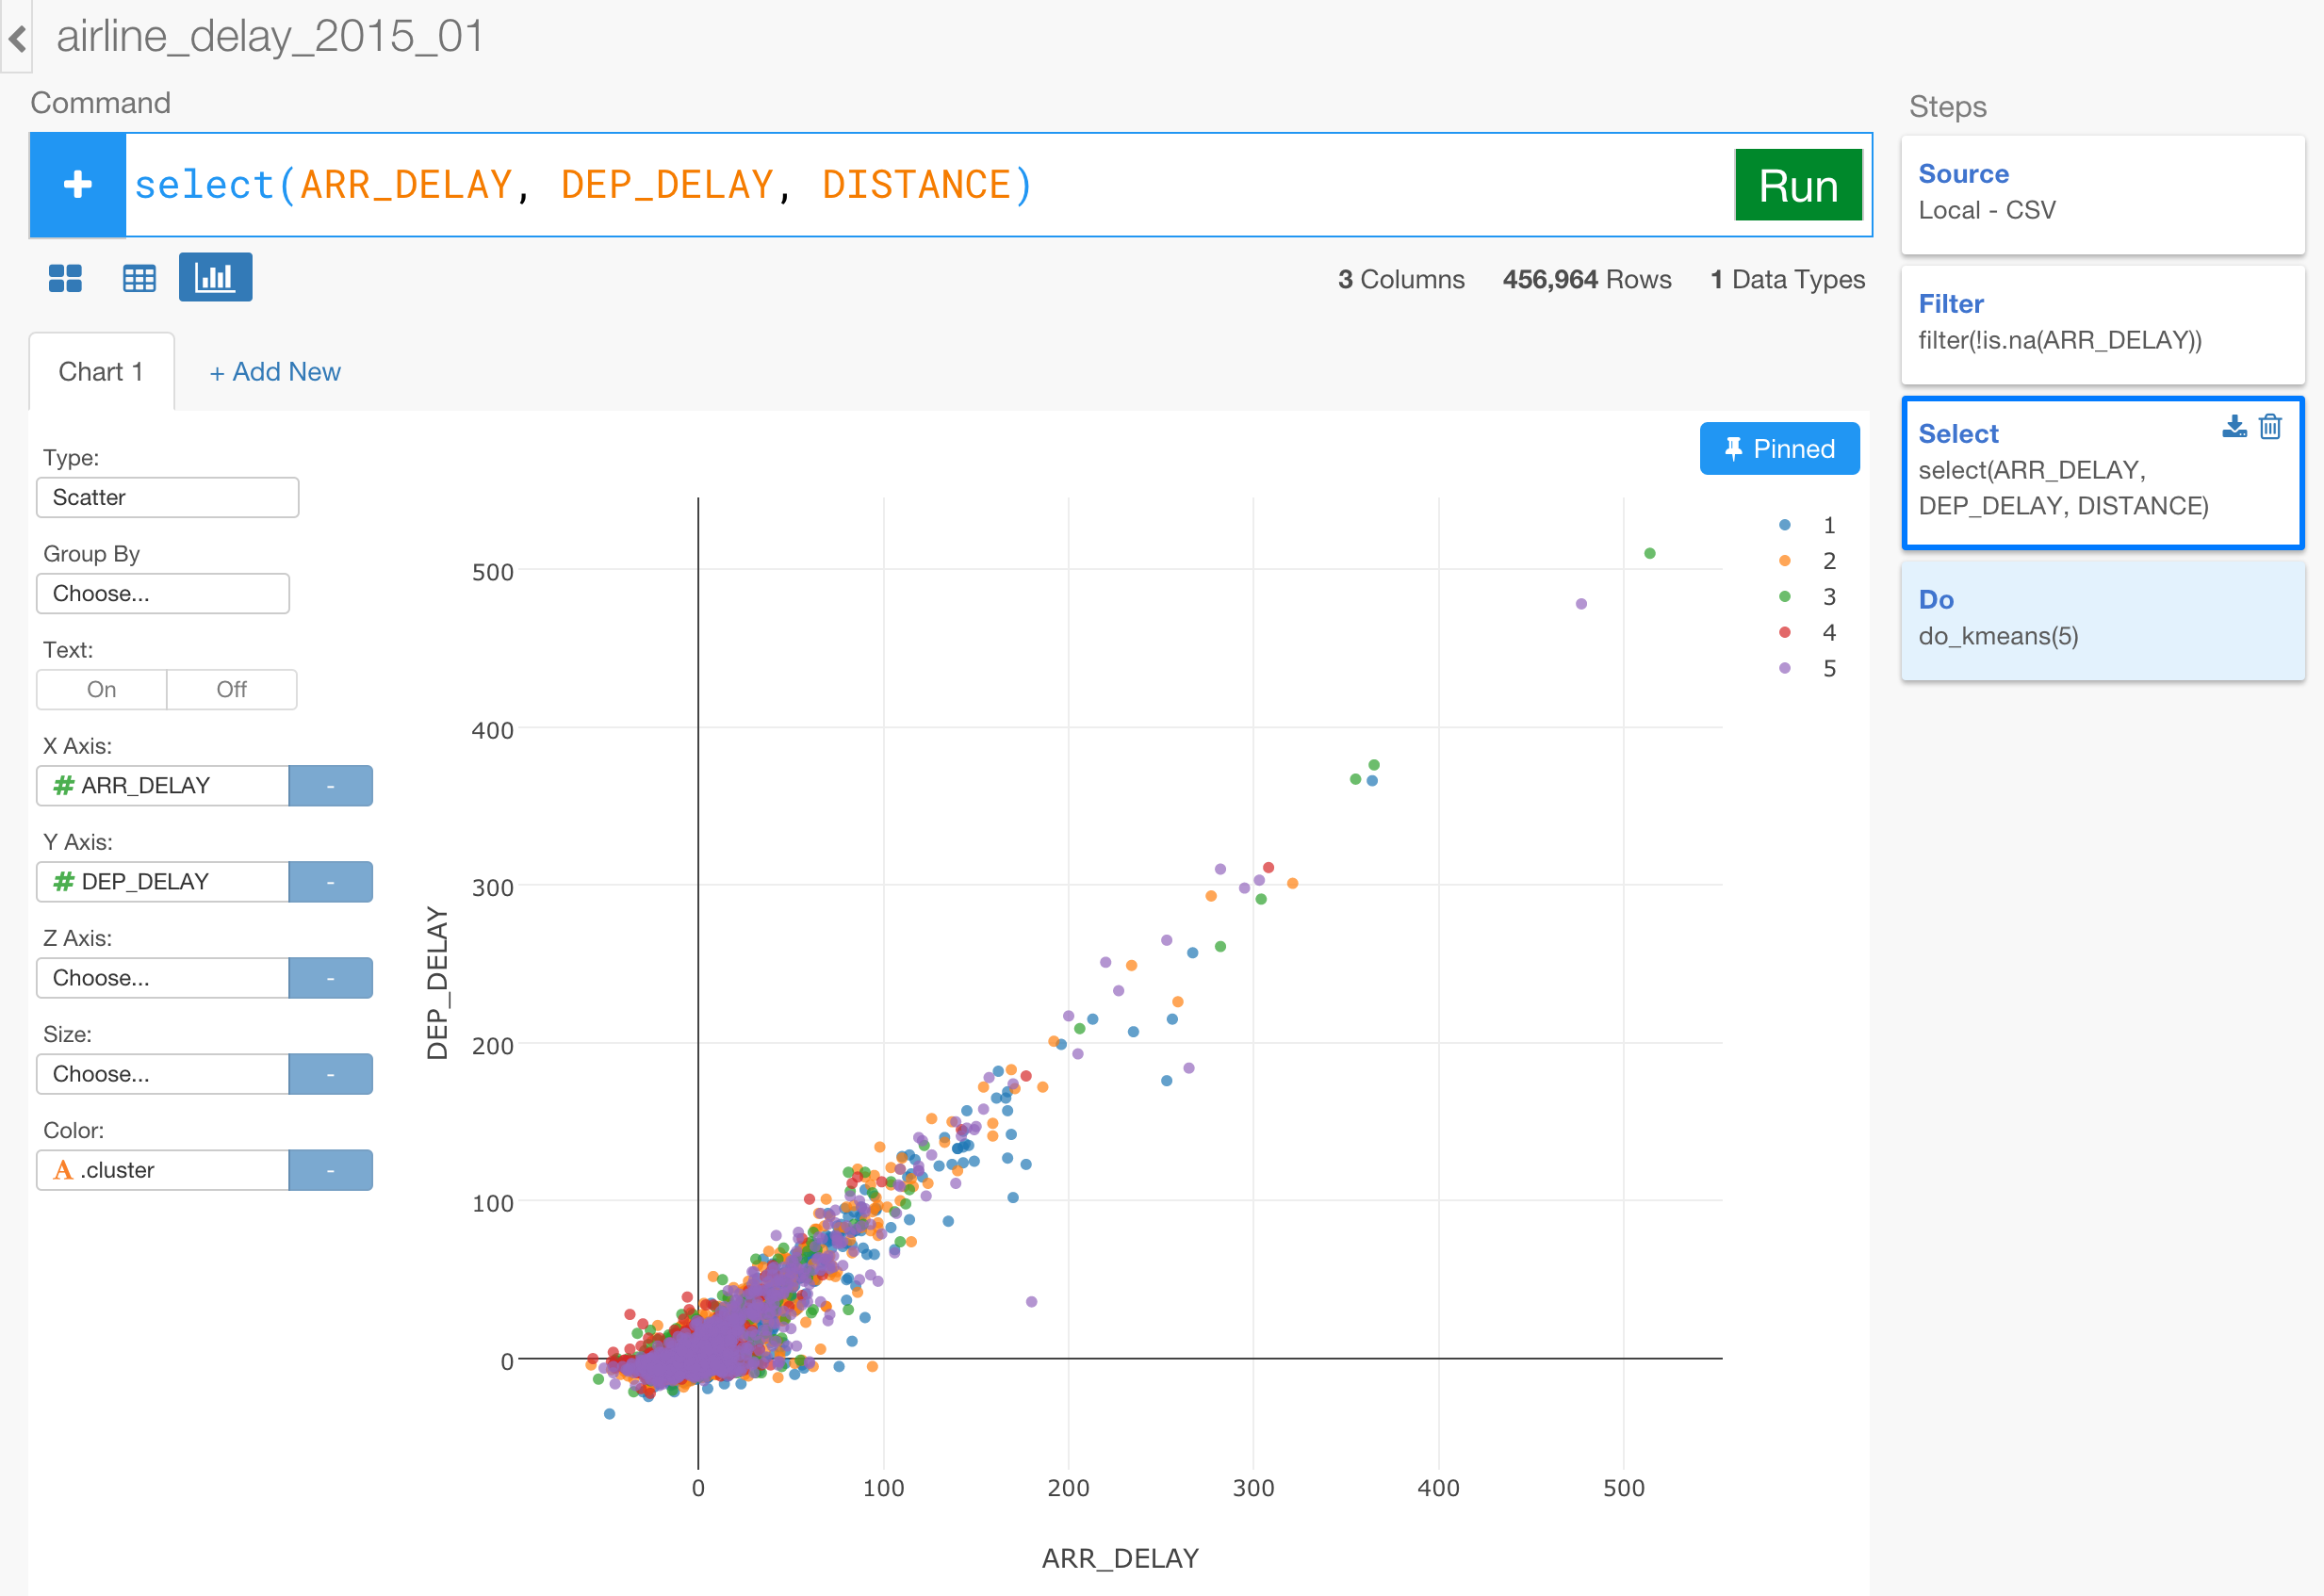 airline_delay_2015_01
Command
select(ARR_DELAY, DEP_DELAY, DISTANCE)
Run
3 Columns 456,964 Rows 1 Data Types
Chart 1
+ Add New
Pinned
Type:
Scatter
Group By
Choose...
Text:
On Off
X Axis:
# ARR_DELAY -
Y Axis:
# DEP_DELAY -
Z Axis:
Choose... -
Size:
Choose... -
Color:
A .cluster -
DEP_DELAY
500
400
300
200
100
0
0 100 200 300 400 500
ARR_DELAY
1
2
3
4
5
Steps
Source
Local - CSV
Filter
filter(!is.na(ARR_DELAY))
Select
select(ARR_DELAY,
DEP_DELAY, DISTANCE)
Do
do_kmeans(5)